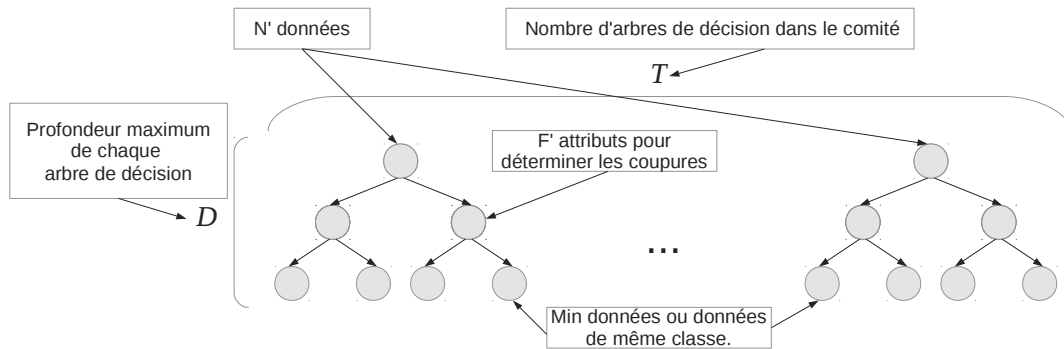 N' données
Nombre d'arbres de décision dans le comité
T
Profondeur maximum
de chaque
arbre de décision
D
F' attributs pour
déterminer les coupures
...
Min données ou données
de même classe.